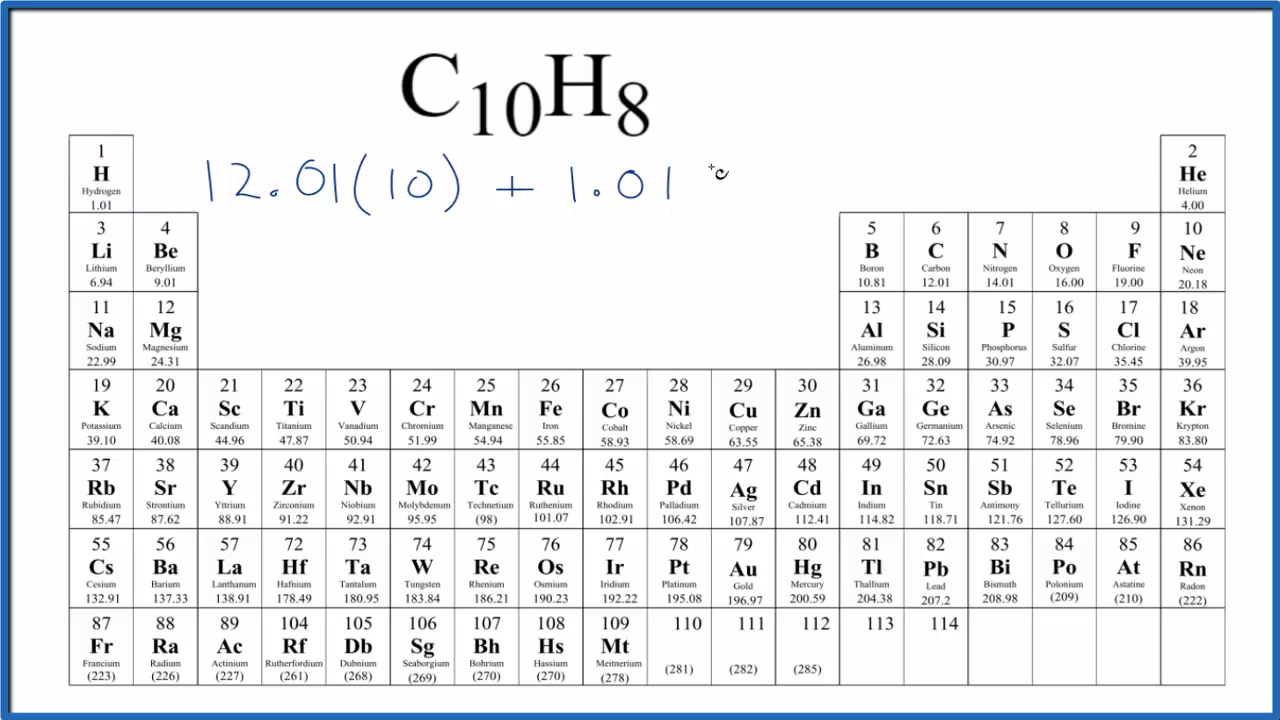 C10H8
12.01(10) + 1.01
1 2
H He
Hydrogen Helium
1.01 4.00
3 4 5 6 7 8 9 10
Li Be B C N O F Ne
Lithium Beryllium Boron Carbon Nitrogen Oxygen Fluorine Neon
6.94 9.01 10.81 12.01 14.01 16.00 19.00 20.18
11 12 13 14 15 16 17 18
Na Mg Al Si P S Cl Ar
Sodium Magnesium Aluminum Silicon Phosphorus Sulfur Chlorine Argon
22.99 24.31 26.98 28.09 30.97 32.07 35.45 39.95
19 20 21 22 23 24 25 26 27 28 29 30 31 32 33 34 35 36
K Ca Sc Ti V Cr Mn Fe Co Ni Cu Zn Ga Ge As Se Br Kr
Potassium Calcium Scandium Titanium Vanadium Chromium Manganese Iron Cobalt Nickel Copper Zinc Gallium Germanium Arsenic Selenium Bromine Krypton
39.10 40.08 44.96 47.87 50.94 51.99 54.94 55.85 58.93 58.69 63.55 65.38 69.72 72.63 74.92 78.96 79.90 83.80
37 38 39 40 41 42 43 44 45 46 47 48 49 50 51 52 53 54
Rb Sr Y Zr Nb Mo Tc Ru Rh Pd Ag Cd In Sn Sb Te I Xe
Rubidium Strontium Yttrium Zirconium Niobium Molybdenum Technetium Ruthenium Rhodium Palladium Silver Cadmium Indium Tin Antimony Tellurium Iodine Xenon
85.47 87.62 88.91 91.22 92.91 95.95 (98) 101.07 102.91 106.42 107.87 112.41 114.82 118.71 121.76 127.60 126.90 131.29
55 56 57 72 73 74 75 76 77 78 79 80 81 82 83 84 85 86
Cs Ba La Hf Ta W Re Os Ir Pt Au Hg Tl Pb Bi Po At Rn
Cesium Barium Lanthanum Hafnium Tantalum Tungsten Rhenium Osmium Iridium Platinum Gold Mercury Thallium Lead Bismuth Polonium Astatine Radon
132.91 137.33 138.91 178.49 180.95 183.84 186.21 190.23 192.22 195.08 196.97 200.59 204.38 207.2 208.98 (209) (210) (222)
87 88 89 104 105 106 107 108 109 110 111 112 113 114
Fr Ra Ac Rf Db Sg Bh Hs Mt
Francium Radium Actinium Rutherfordium Dubnium Seaborgium Bohrium Hassium Meitnerium
(223) (226) (227) (261) (268) (269) (270) (270) (278) (281) (282) (285)